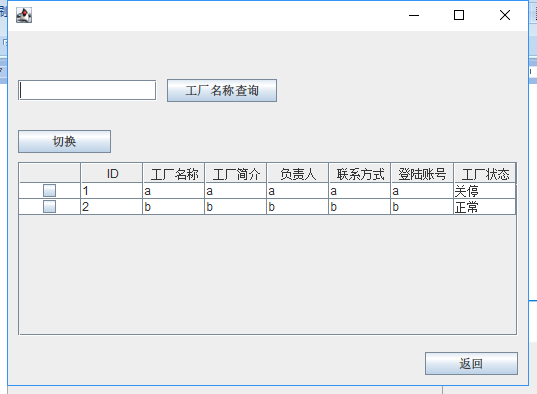 工厂名称查询
切换
ID 工厂名称 工厂简介 负责人 联系方式 登陆账号 工厂状态
1 a a a a a 关停
2 b b b b b 正常
返回